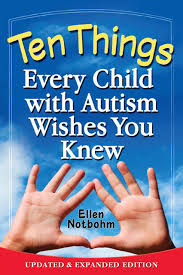 Ten Things
Every Child
with Autism
Wishes You
Knew
Ellen
Notbohm
UPDATED & EXPANDED EDITION